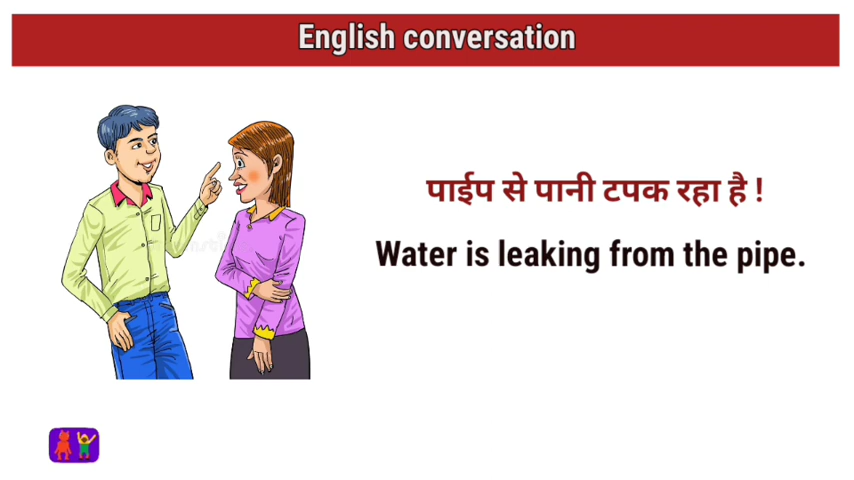 English conversation
पाईप से पानी टपक रहा है !
Water is leaking from the pipe.